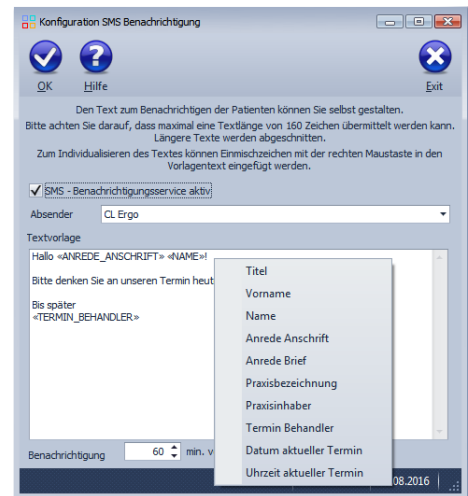 Konfiguration SMS Benachrichtigung
OK Hilfe Exit
Den Text zum Benachrichtigen der Patienten können Sie selbst gestalten.
Bitte achten Sie darauf, dass maximal eine Textlänge von 160 Zeichen übermittelt werden kann.
Längere Texte werden abgeschnitten.
Zum Individualisieren des Textes können Einmischzeichen mit der rechten Maustaste in den
Vorlagentext eingefügt werden.
SMS - Benachrichtigungsservice aktiv
Absender CL Ergo
Textvorlage
Hallo «ANREDE_ANSCHRIFT» «NAME»!
Bitte denken Sie an unseren Termin heut
Bis später
«TERMIN_BEHANDLER»
Titel
Vorname
Name
Anrede Anschrift
Anrede Brief
Praxisbezeichnung
Praxisinhaber
Termin Behandler
Datum aktueller Termin
Uhrzeit aktueller Termin
Benachrichtigung 60 min. v
08.2016